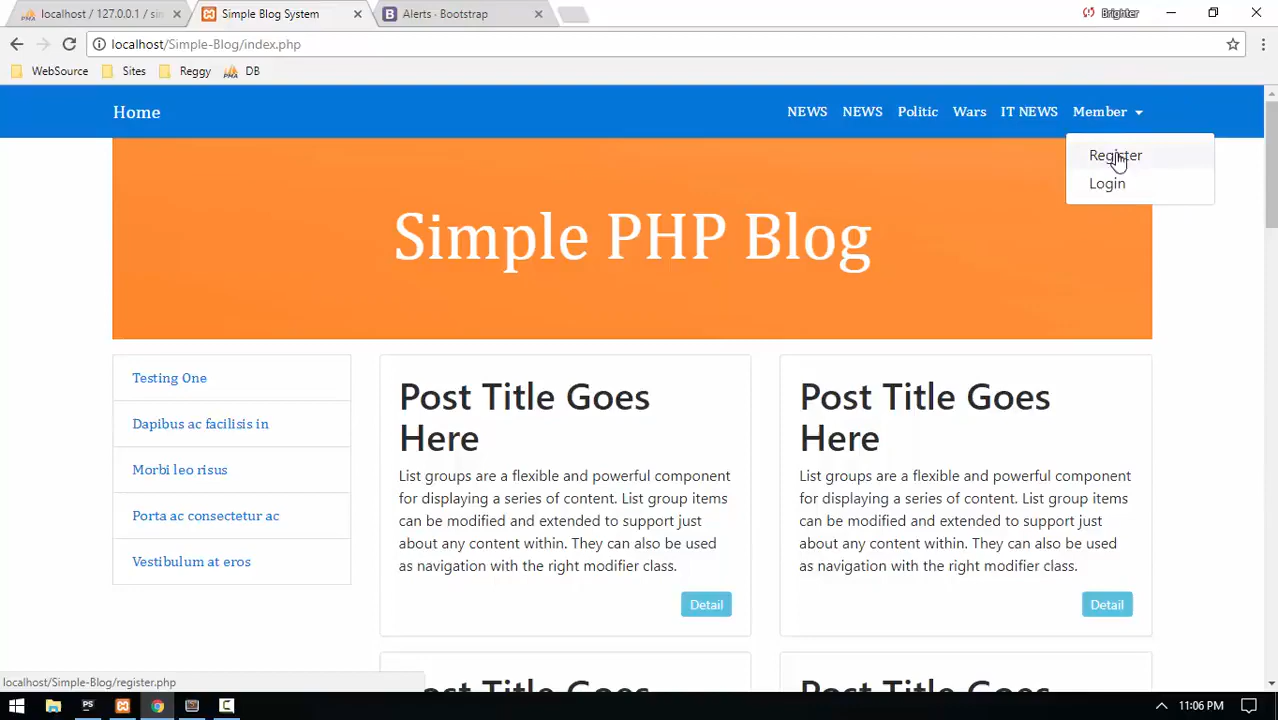 localhost / 127.0.0.1 / sim
Simple Blog System
Alerts - Bootstrap
Brighter
localhost/Simple-Blog/index.php
WebSource
Sites
Reggy
DB
Home
NEWS
NEWS
Politic
Wars
IT NEWS
Member
Register
Login
Simple PHP Blog
Testing One
Dapibus ac facilisis in
Morbi leo risus
Porta ac consectetur ac
Vestibulum at eros
Post Title Goes
Here
List groups are a flexible and powerful component
for displaying a series of content. List group items
can be modified and extended to support just
about any content within. They can also be used
as navigation with the right modifier class.
Detail
Post Title Goes
Here
List groups are a flexible and powerful component
for displaying a series of content. List group items
can be modified and extended to support just
about any content within. They can also be used
as navigation with the right modifier class.
Detail
Post Title Goes
Post Title Goes
localhost/Simple-Blog/register.php
11:06 PM